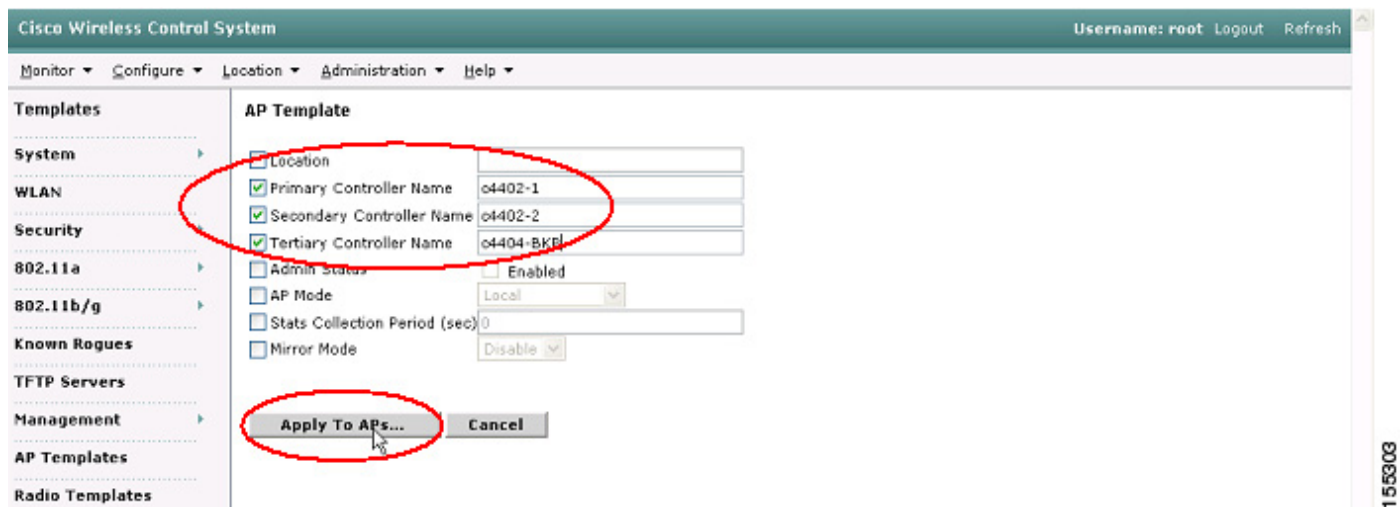 Cisco Wireless Control System
Username: root Logout Refresh
Monitor Configure Location Administration Help
Templates
System
WLAN
Security
802.11a
802.11b/g
Known Rogues
TFTP Servers
Management
AP Templates
Radio Templates
AP Template
Location
Primary Controller Name c4402-1
Secondary Controller Name c4402-2
Tertiary Controller Name c4404-BKP
Admin Status Enabled
AP Mode Local
Stats Collection Period (sec) 0
Mirror Mode Disable
Apply To APs... Cancel
155303